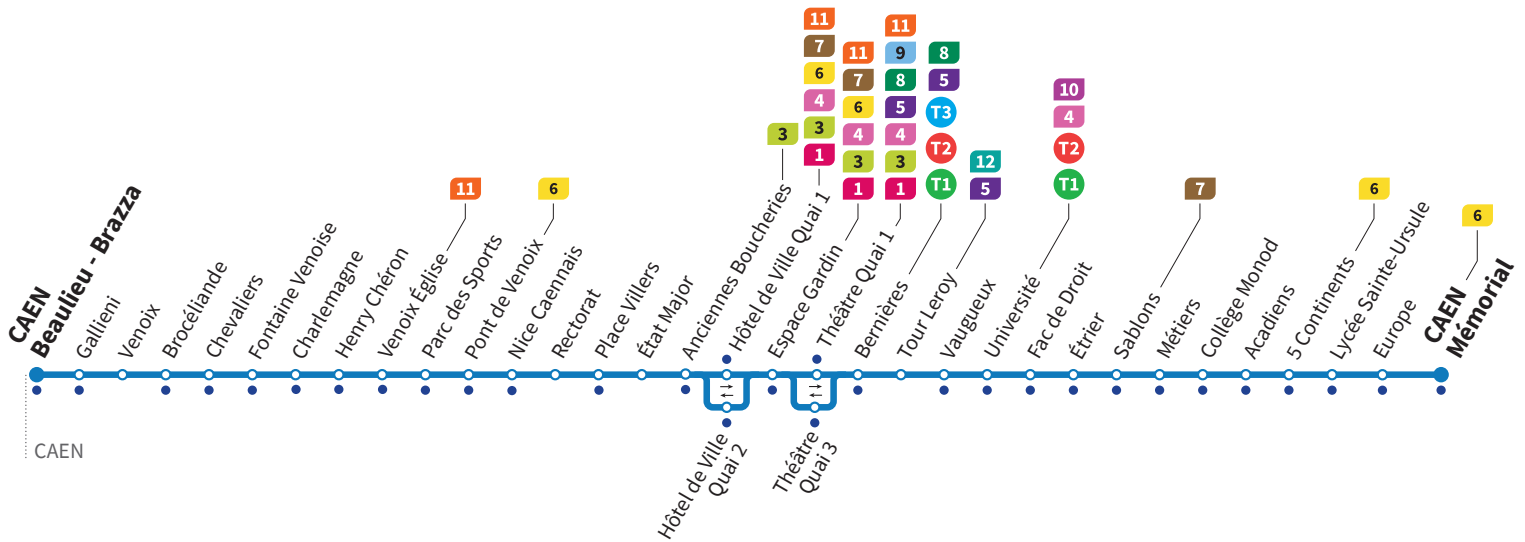 11
7
6
4
3
1
11
7
6
4
3
1
11
9
8
5
4
3
1
8
5
T3
T2
T1
10
4
T2
T1
3
12
5
11
6
7
6
6
CAEN
Beaulieu - Brazza
Gallieni
Venoix
Brocéliande
Chevaliers
Fontaine Venoise
Charlemagne
Henry Chéron
Venoix Église
Parc des Sports
Pont de Venoix
Nice Caennais
Rectorat
Place Villers
État Major
Anciennes Boucheries
Hôtel de Ville Quai 1
Espace Gardin
Théâtre Quai 1
Bernières
Tour Leroy
Vaugueux
Université
Fac de Droit
Étrier
Sablons
Métiers
Collège Monod
Acadiens
5 Continents
Lycée Sainte-Ursule
Europe
CAEN
Mémorial
CAEN
Hôtel de Ville
Quai 2
Théâtre
Quai 3